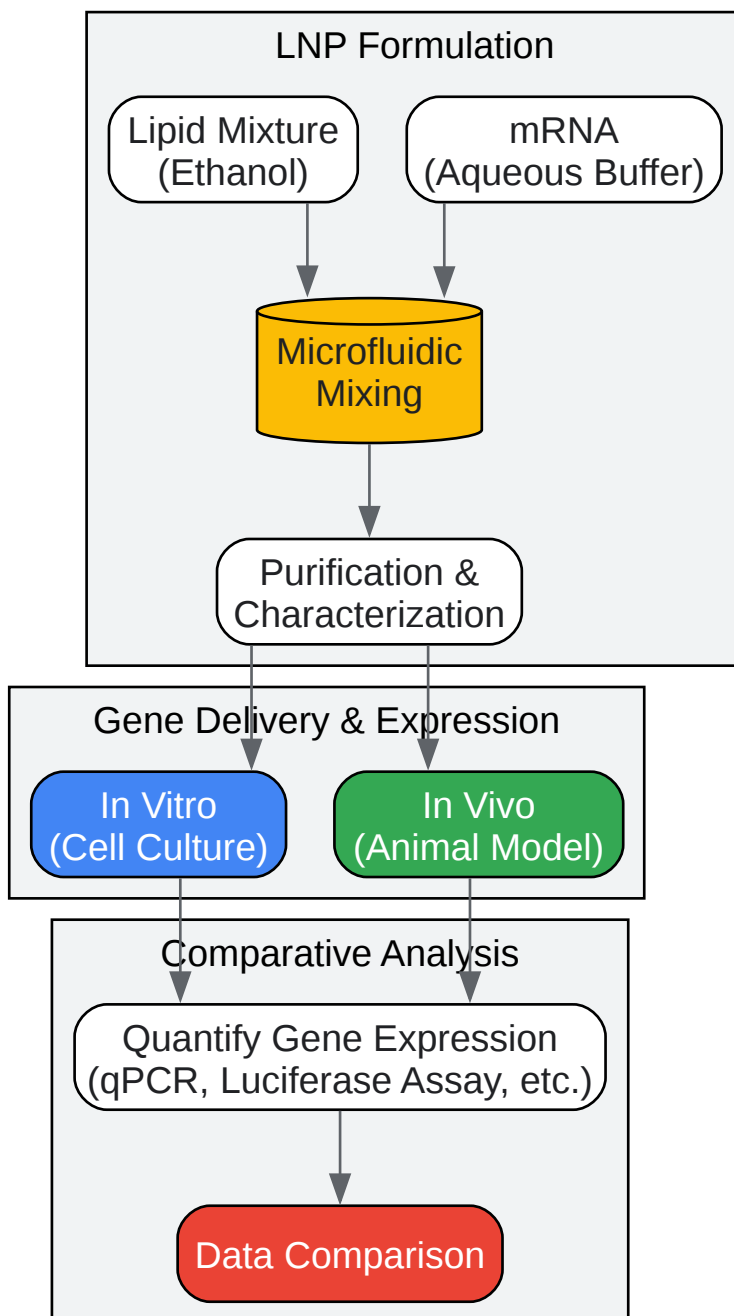 LNP Formulation
Lipid Mixture
(Ethanol)
mRNA
(Aqueous Buffer)
Microfluidic
Mixing
Purification &
Characterization
Gene Delivery & Expression
In Vitro
(Cell Culture)
In Vivo
(Animal Model)
Comparative Analysis
Quantify Gene Expression
(qPCR, Luciferase Assay, etc.)
Data Comparison